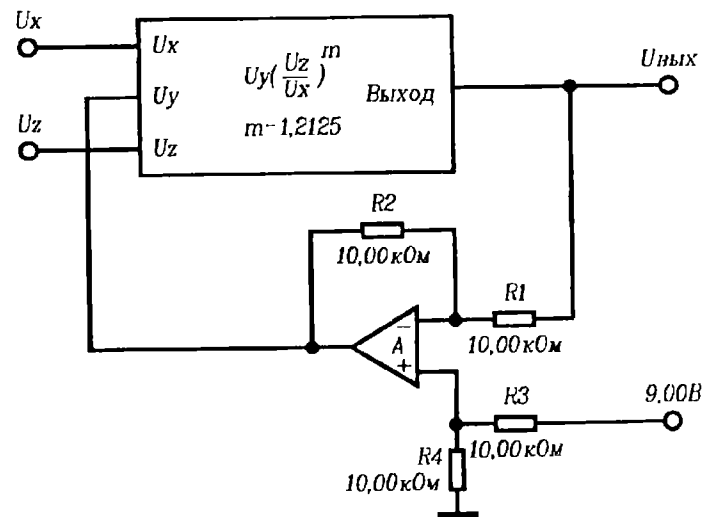 Ux
Ux
Uy(Uz/Ux)^m
Uвых
Uy
Выход
m-1,2125
Uz
Uz
R2
10,00кОм
R1
A
10,00кОм
R3
9,00В
10,00кОм
R4
10,00кОм